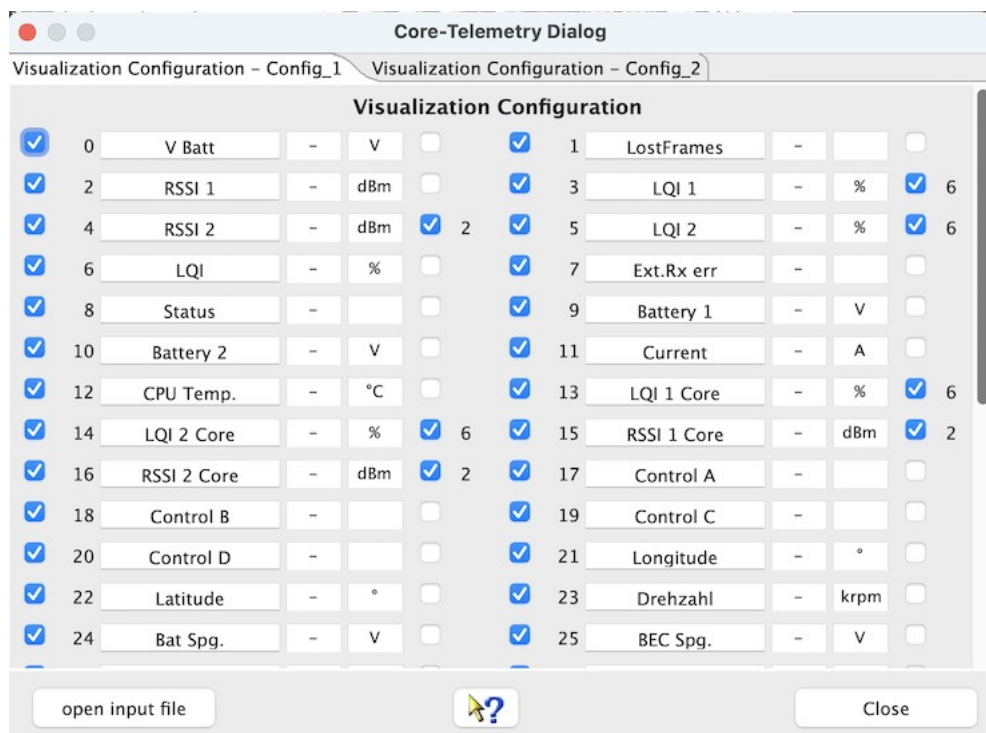 Core-Telemetry Dialog
Visualization Configuration – Config_1 Visualization Configuration – Config_2
Visualization Configuration
0 V Batt – V 1 LostFrames –
2 RSSI 1 – dBm 3 LQI 1 – % 6
4 RSSI 2 – dBm 2 5 LQI 2 – % 6
6 LQI – % 7 Ext.Rx err –
8 Status – 9 Battery 1 – V
10 Battery 2 – V 11 Current – A
12 CPU Temp. – °C 13 LQI 1 Core – % 6
14 LQI 2 Core – % 6 15 RSSI 1 Core – dBm 2
16 RSSI 2 Core – dBm 2 17 Control A –
18 Control B – 19 Control C –
20 Control D – 21 Longitude – °
22 Latitude – ° 23 Drehzahl – krpm
24 Bat Spg. – V 25 BEC Spg. – V
open input file ? Close